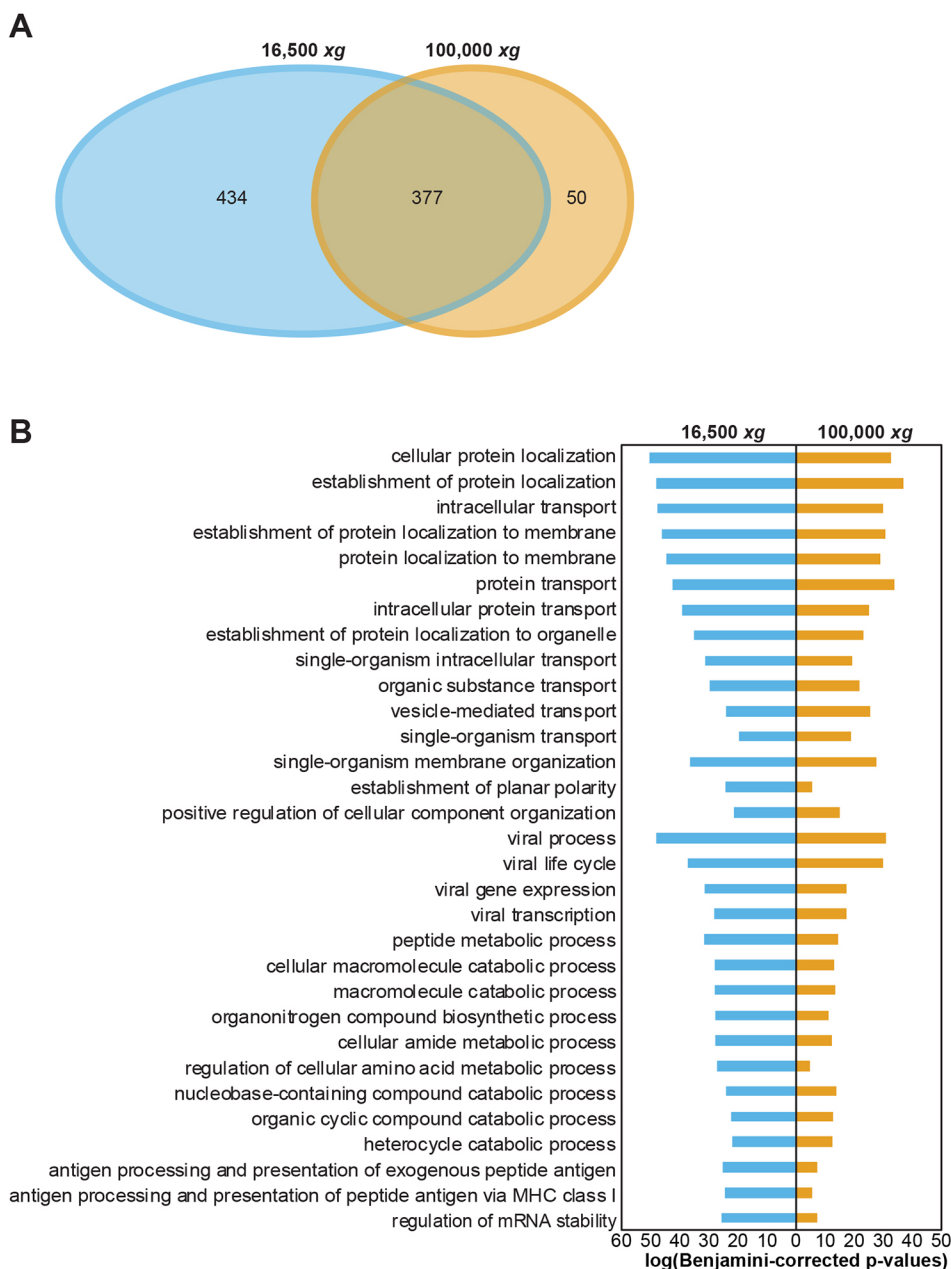 A
16,500 xg 100,000 xg
434 377 50
B
16,500 xg 100,000 xg
cellular protein localization
establishment of protein localization
intracellular transport
establishment of protein localization to membrane
protein localization to membrane
protein transport
intracellular protein transport
establishment of protein localization to organelle
single-organism intracellular transport
organic substance transport
vesicle-mediated transport
single-organism transport
single-organism membrane organization
establishment of planar polarity
positive regulation of cellular component organization
viral process
viral life cycle
viral gene expression
viral transcription
peptide metabolic process
cellular macromolecule catabolic process
macromolecule catabolic process
organonitrogen compound biosynthetic process
cellular amide metabolic process
regulation of cellular amino acid metabolic process
nucleobase-containing compound catabolic process
organic cyclic compound catabolic process
heterocycle catabolic process
antigen processing and presentation of exogenous peptide antigen
antigen processing and presentation of peptide antigen via MHC class I
regulation of mRNA stability
60 50 40 30 20 10 0 10 20 30 40 50
log(Benjamini-corrected p-values)